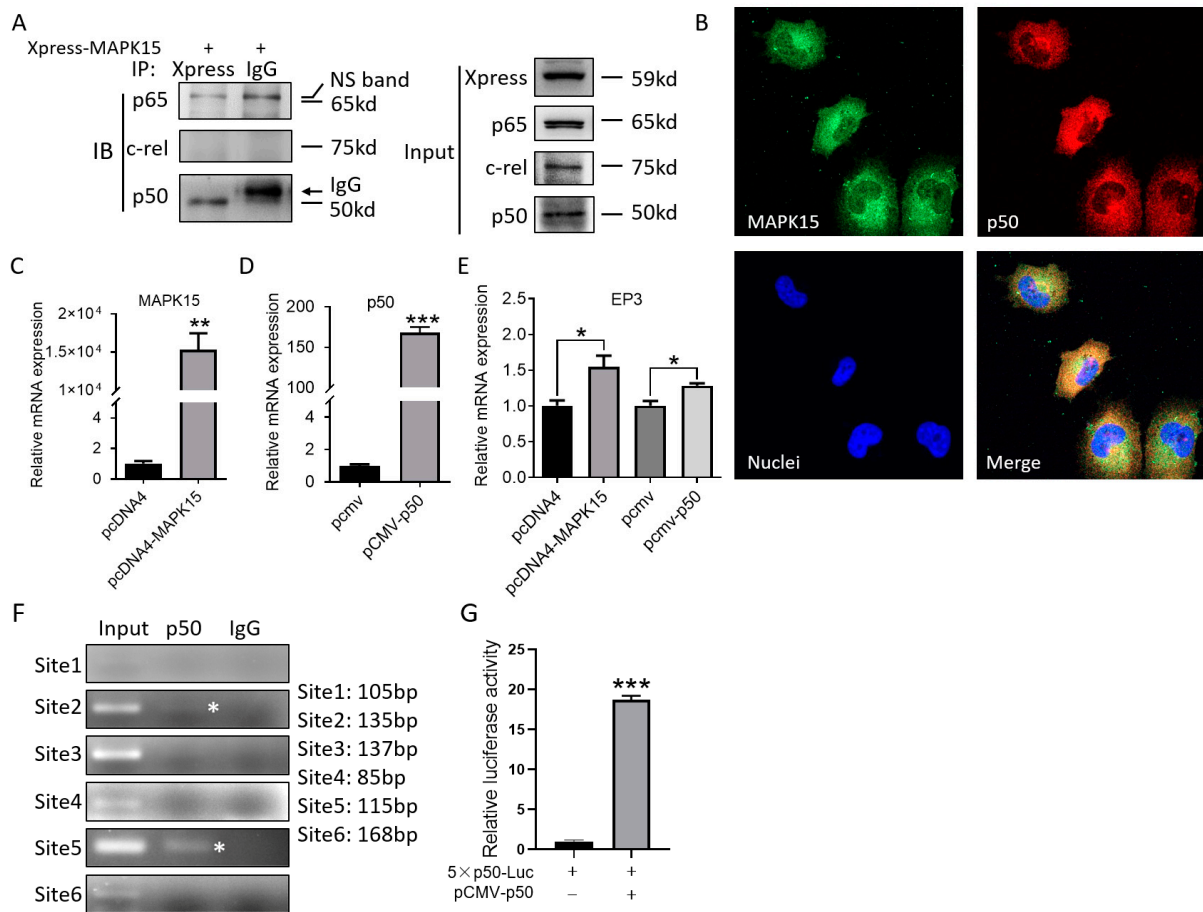 A
Xpress-MAPK15 + +
IP: Xpress IgG
IB
p65
NS band
65kd
c-rel
75kd
p50
IgG
50kd
Input
Xpress 59kd
p65 65kd
c-rel 75kd
p50 50kd
B
MAPK15
p50
Nuclei
Merge
C
MAPK15
Relative mRNA expression
2×10⁴
1.5×10⁴
1×10⁴
4
2
0
**
pcDNA4
pcDNA4-MAPK15
D
p50
Relative mRNA expression
200
150
100
4
2
0
***
pcmv
pCMV-p50
E
EP3
Relative mRNA expression
2.5
2.0
1.5
1.0
0.5
0.0
*
*
pcDNA4
pcDNA4-MAPK15
pcmv
pcmv-p50
F
Input p50 IgG
Site1
Site2 *
Site3
Site4
Site5 *
Site6
Site1: 105bp
Site2: 135bp
Site3: 137bp
Site4: 85bp
Site5: 115bp
Site6: 168bp
G
Relative luciferase activity
25
20
15
10
5
0
***
5×p50-Luc + +
pCMV-p50 − +